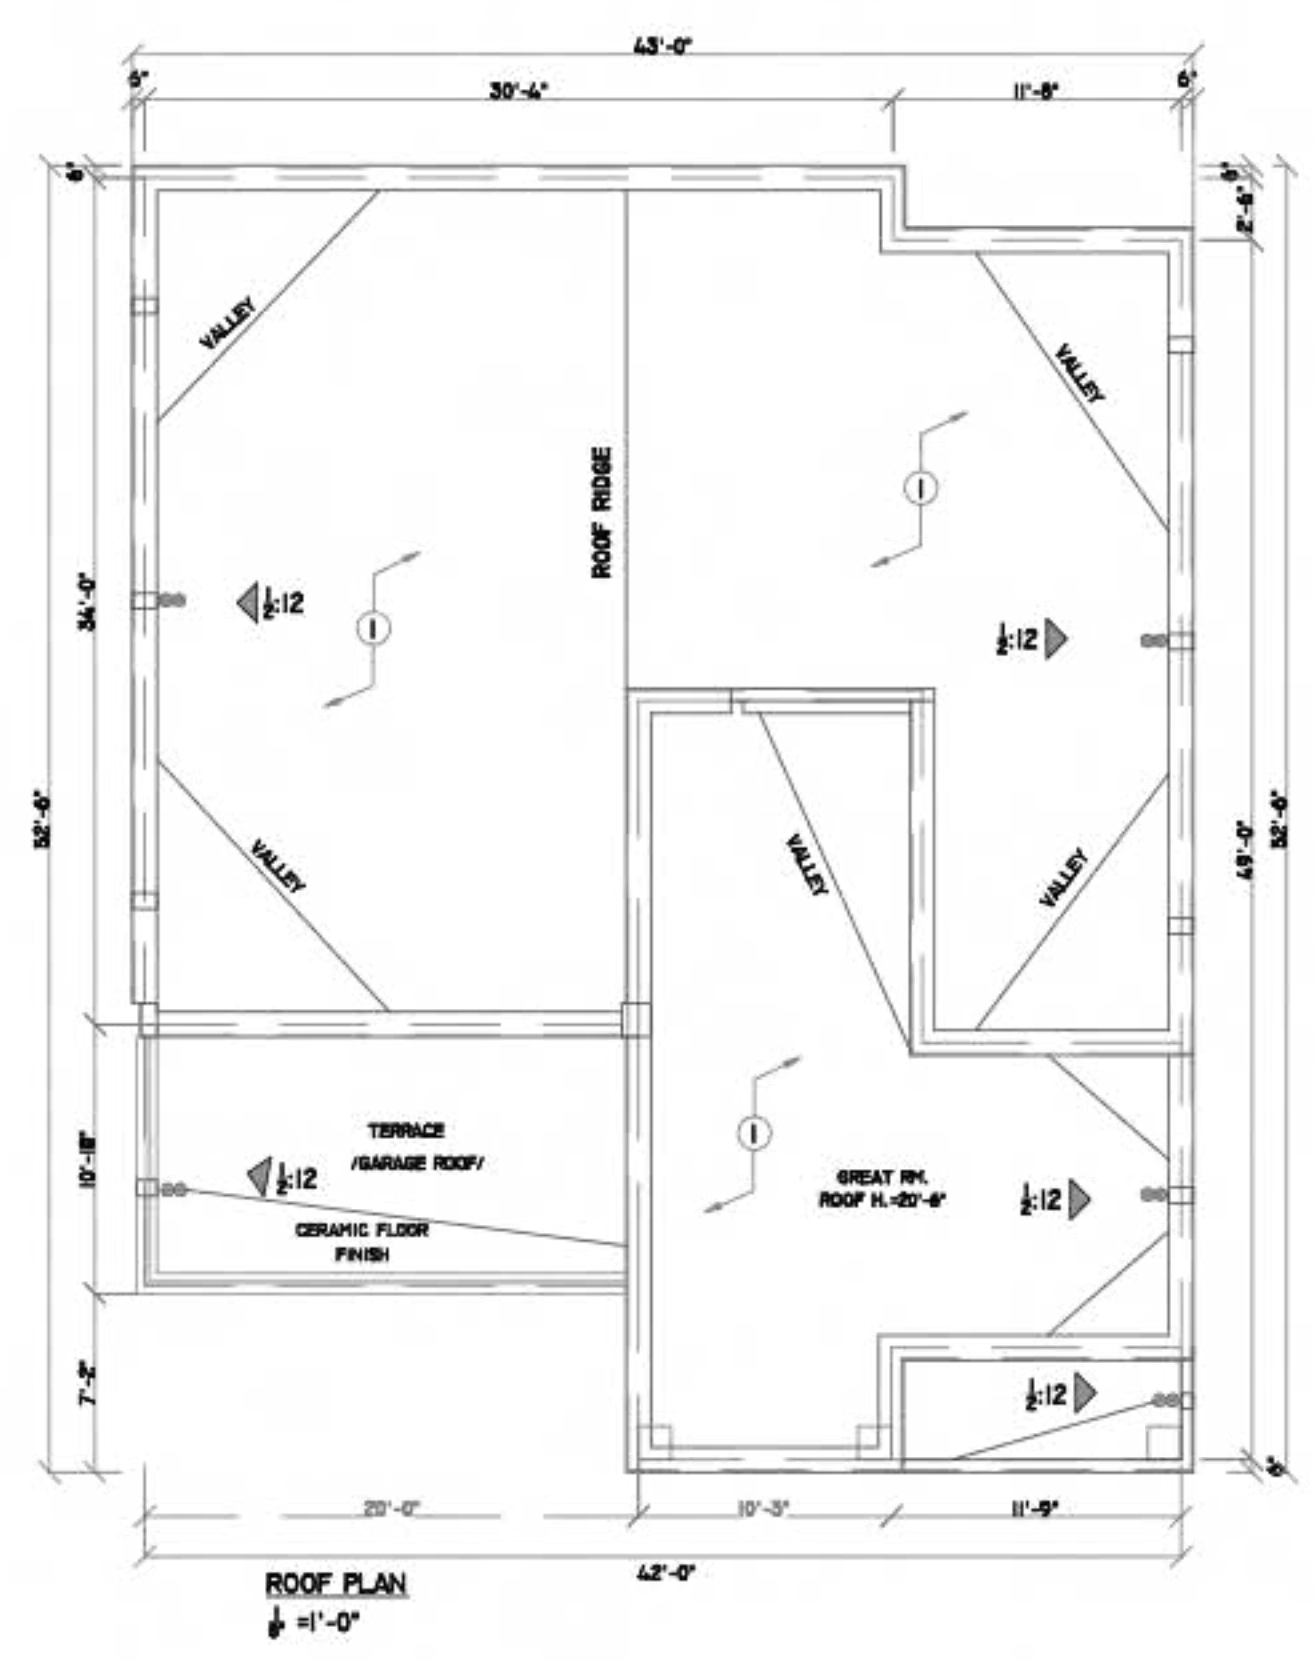 43'-0"
6"
30'-4"
11'-8"
6"
6"
6"
2'-6"
VALLEY
VALLEY
ROOF RIDGE
1
34'-0"
1/2:12
1
1/2:12
52'-6"
49'-0"
52'-6"
VALLEY
VALLEY
VALLEY
TERRACE
/GARAGE ROOF/
1/2:12
1
GREAT RM.
ROOF H.=20'-6"
1/2:12
CERAMIC FLOOR
FINISH
7'-2"
1/2:12
6"
20'-0"
10'-3"
11'-9"
42'-0"
ROOF PLAN
1/8" =1'-0"